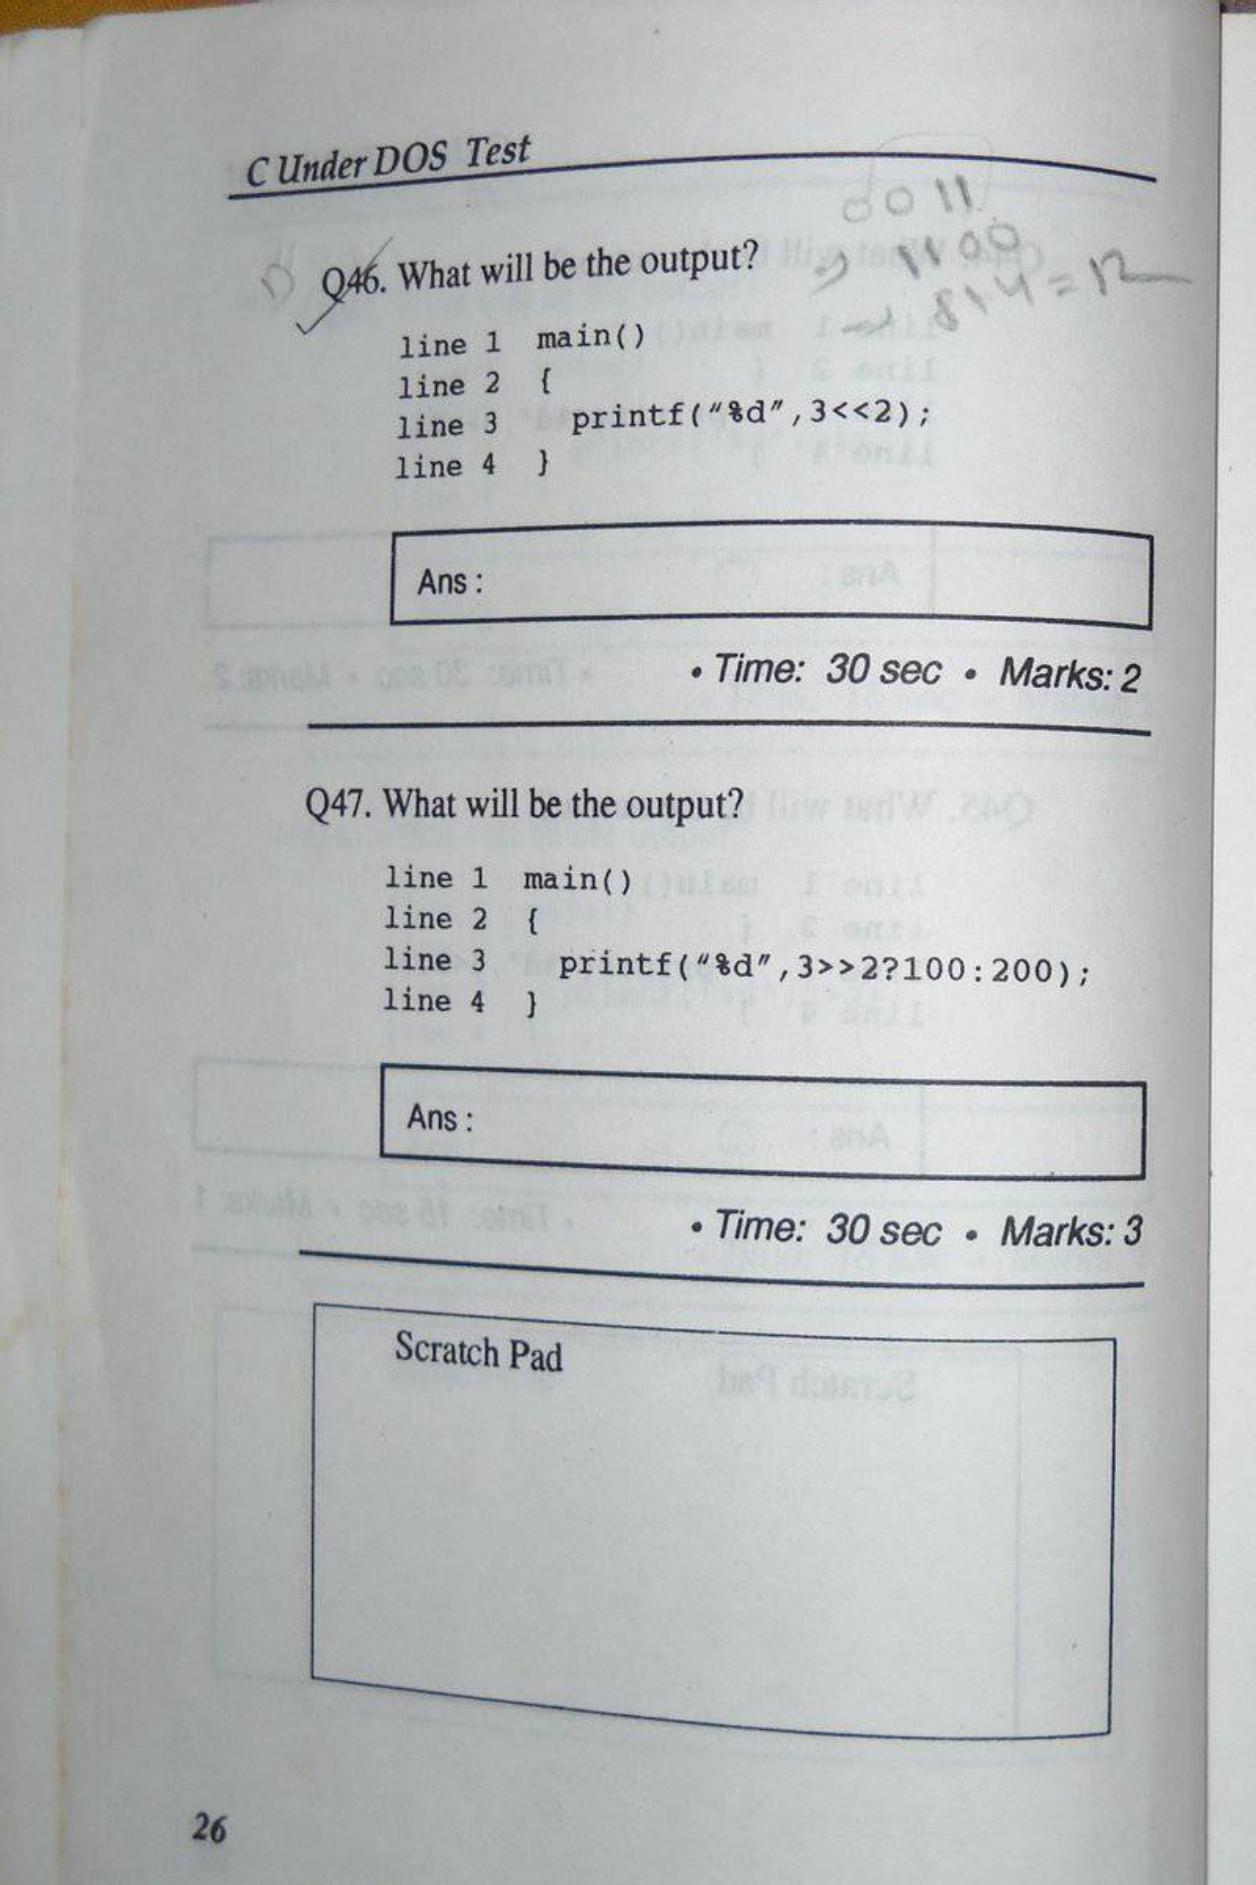 C Under DOS Test
0011
Q46. What will be the output?
1100
8+4=12
line 1 main()
line 2 {
line 3 printf("%d",3<<2);
line 4 }
Ans :
• Time: 30 sec • Marks: 2
Q47. What will be the output?
line 1 main()
line 2 {
line 3 printf("%d",3>>2?100:200);
line 4 }
Ans :
• Time: 30 sec • Marks: 3
Scratch Pad
26